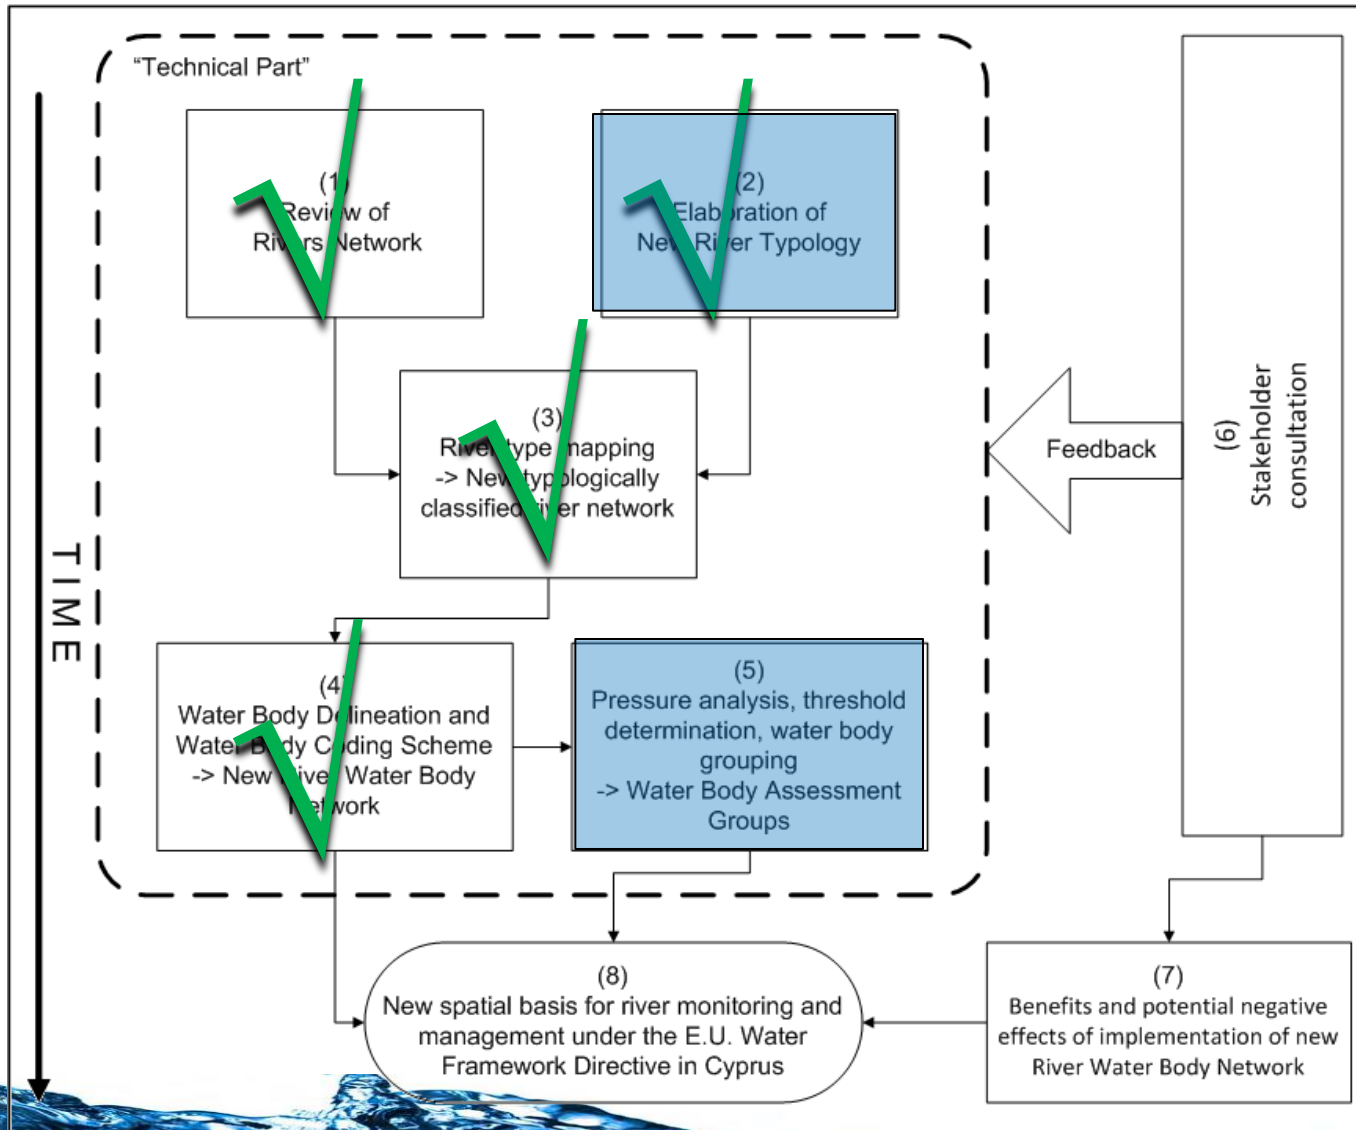 "Technical Part"
(1)
Review of
Rivers Network
(2)
Elaboration of
New River Typology
(3)
River type mapping
-> New typologically
classified river network
Feedback
(6)
Stakeholder
consultation
TIME
(4)
Water Body Delineation and
Water Body Coding Scheme
-> New River Water Body
Network
(5)
Pressure analysis, threshold
determination, water body
grouping
-> Water Body Assessment
Groups
(8)
New spatial basis for river monitoring and
management under the E.U. Water
Framework Directive in Cyprus
(7)
Benefits and potential negative
effects of implementation of new
River Water Body Network